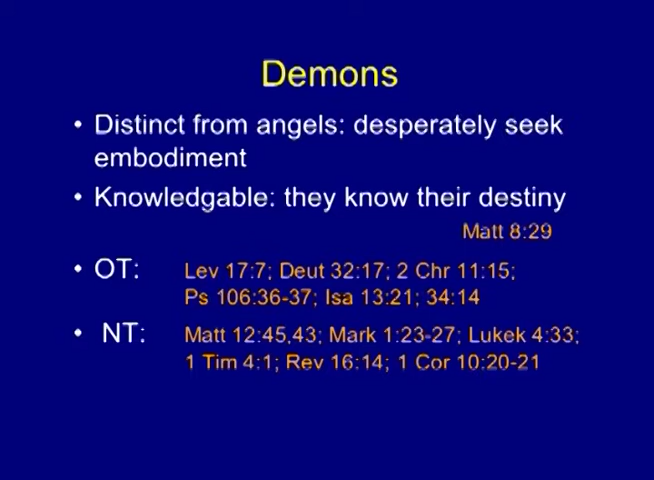 Demons
• Distinct from angels: desperately seek
embodiment
• Knowledgable: they know their destiny
Matt 8:29
• OT: Lev 17:7; Deut 32:17; 2 Chr 11:15;
Ps 106:36-37; Isa 13:21; 34:14
• NT: Matt 12:45,43; Mark 1:23-27; Lukek 4:33;
1 Tim 4:1; Rev 16:14; 1 Cor 10:20-21